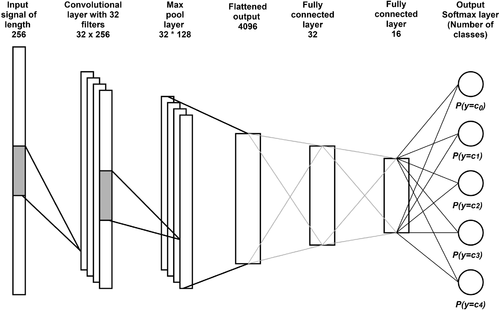 Input
signal of
length
256
Convolutional
layer with 32
filters
32 x 256
Max
pool
layer
32 * 128
Flattened
output
4096
Fully
connected
layer
32
Fully
connected
layer
16
Output
Softmax layer
(Number of
classes)
P(y=c0)
P(y=c1)
P(y=c2)
P(y=c3)
P(y=c4)